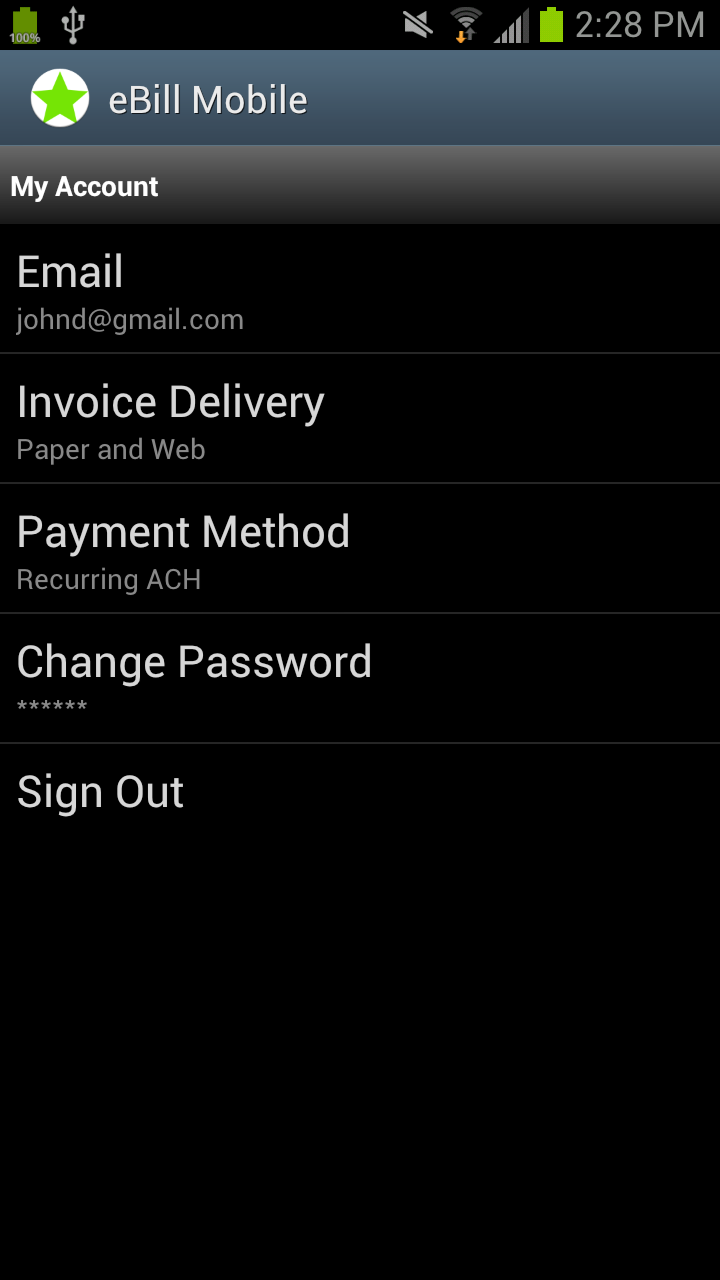 100%
2:28 PM
eBill Mobile
My Account
Email
johnd@gmail.com
Invoice Delivery
Paper and Web
Payment Method
Recurring ACH
Change Password
******
Sign Out